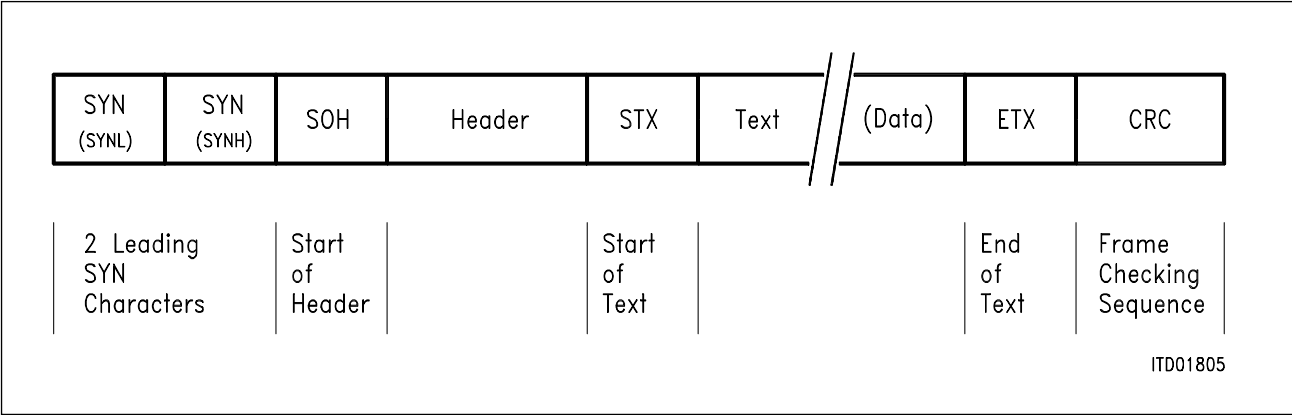 SYN SYN SOH Header STX Text (Data) ETX CRC
(SYNL) (SYNH)
2 Leading Start Start End Frame
SYN of of of Checking
Characters Header Text Text Sequence
ITD01805